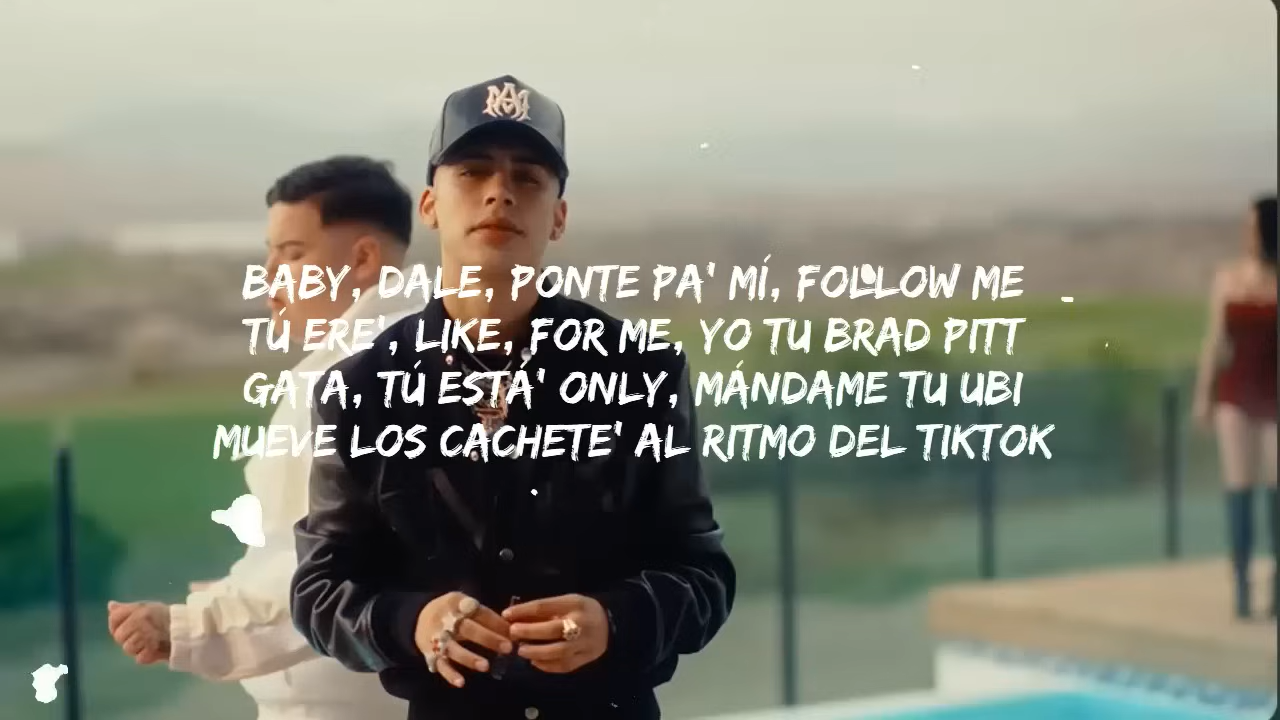 BABY, DALE, PONTE PA' MÍ, FOLLOW ME
TÚ ERE', LIKE, FOR ME, YO TU BRAD PITT
GATA, TÚ ESTÁ' ONLY, MÁNDAME TU UBI
MUEVE LOS CACHETE' AL RITMO DEL TIKTOK